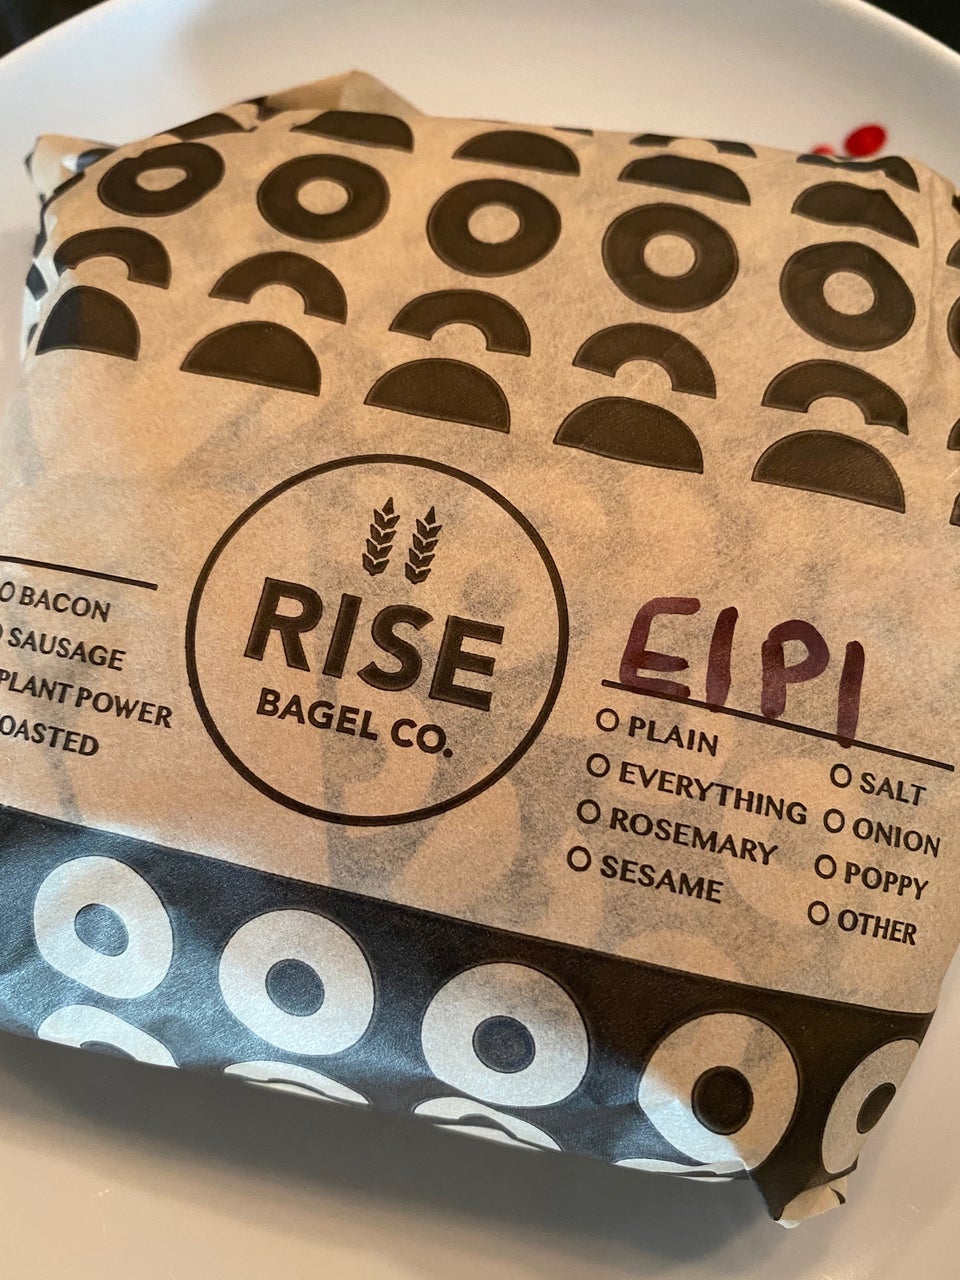 O BACON
SAUSAGE
PLANT POWER
OASTED
RISE
BAGEL CO.
EIPI
O PLAIN
O EVERYTHING
O ROSEMARY
O SESAME
O SALT
O ONION
O POPPY
O OTHER